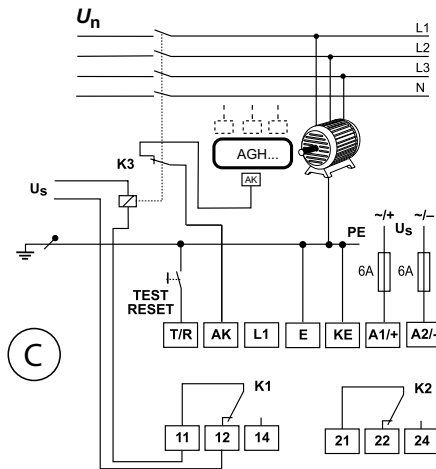 Un
L1
L2
L3
N
K3
AGH...
AK
Us
PE
~/+ Us ~/–
6A 6A
TEST
RESET
T/R AK L1 E KE A1/+ A2/-
C
K1 K2
11 12 14 21 22 24